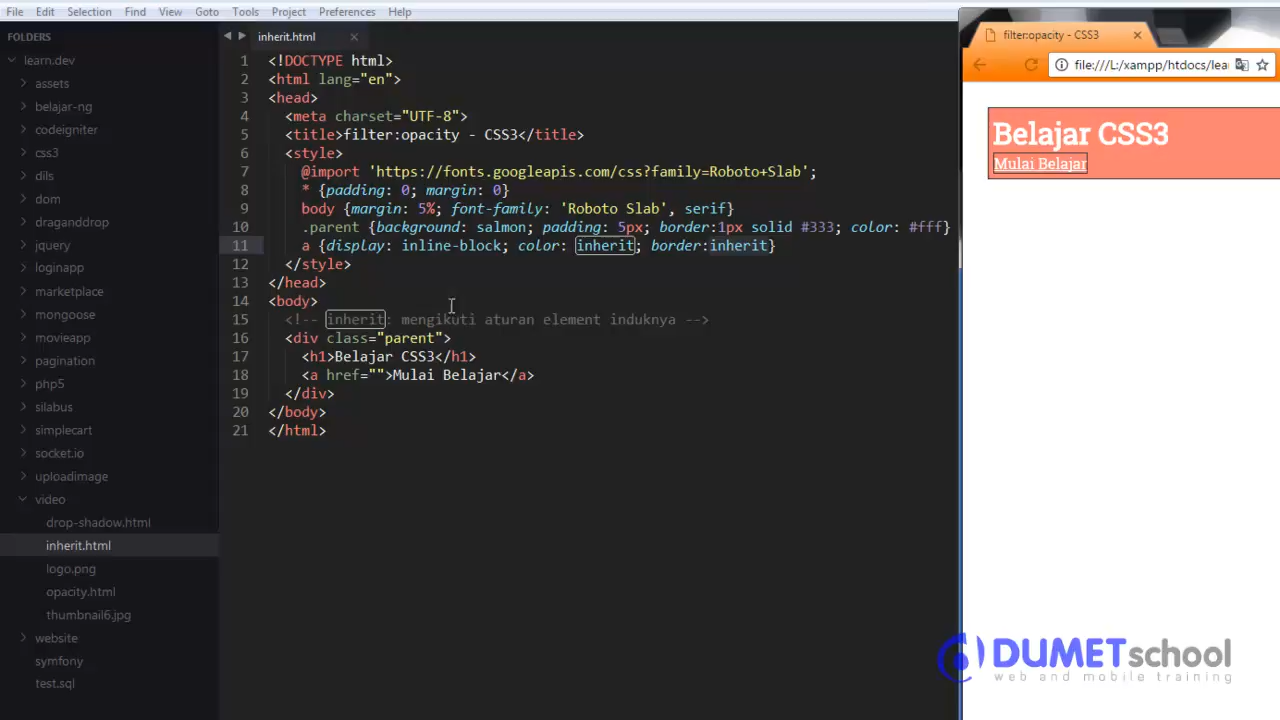 File Edit Selection Find View Goto Tools Project Preferences Help
FOLDERS
learn.dev
assets
belajar-ng
codeigniter
css3
dils
dom
draganddrop
jquery
loginapp
marketplace
mongoose
movieapp
pagination
php5
silabus
simplecart
socket.io
uploadimage
video
drop-shadow.html
inherit.html
logo.png
opacity.html
thumbnail6.jpg
website
symfony
test.sql
inherit.html
1 <!DOCTYPE html>
2 <html lang="en">
3 <head>
4 <meta charset="UTF-8">
5 <title>filter:opacity - CSS3</title>
6 <style>
7 @import 'https://fonts.googleapis.com/css?family=Roboto+Slab';
8 * {padding: 0; margin: 0}
9 body {margin: 5%; font-family: 'Roboto Slab', serif}
10 .parent {background: salmon; padding: 5px; border:1px solid #333; color: #fff}
11 a {display: inline-block; color: inherit; border:inherit}
12 </style>
13 </head>
14 <body>
15 <!-- inherit: mengikuti aturan element induknya -->
16 <div class="parent">
17 <h1>Belajar CSS3</h1>
18 <a href="">Mulai Belajar</a>
19 </div>
20 </body>
21 </html>
filter:opacity - CSS3
file:///L:/xampp/htdocs/lea
Belajar CSS3
Mulai Belajar
DUMETschool
web and mobile training